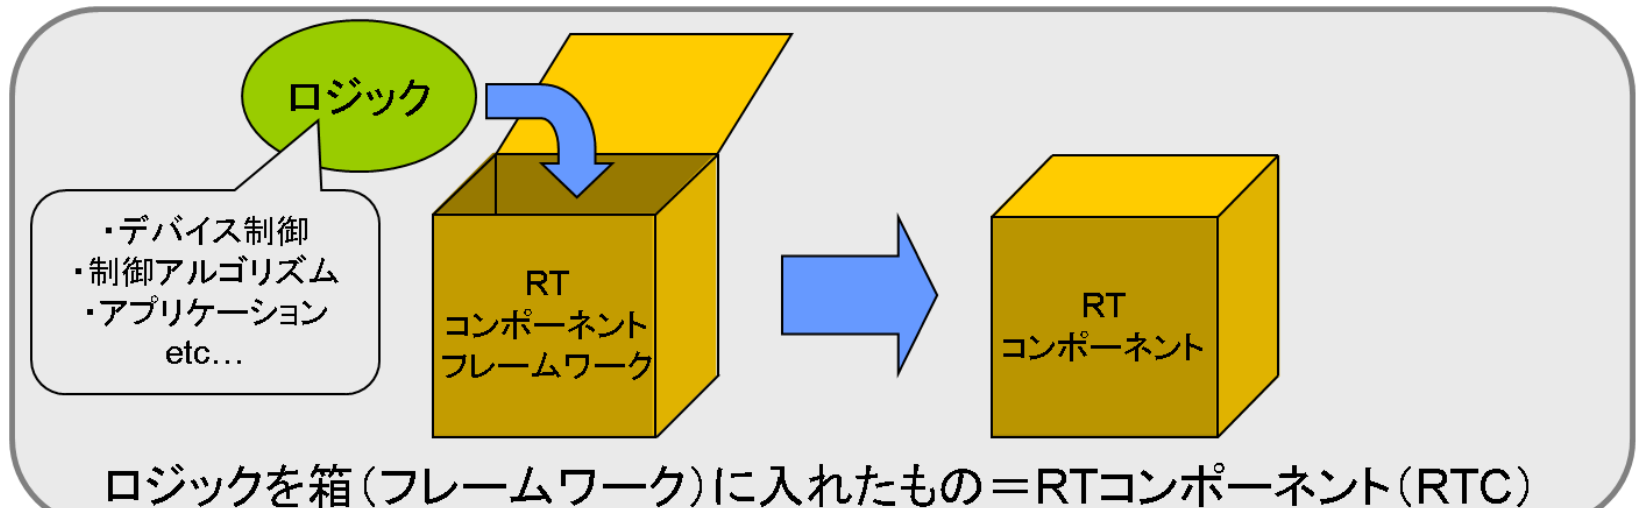 ロジック
・デバイス制御
・制御アルゴリズム
・アプリケーション
etc…
RT
コンポーネント
フレームワーク
RT
コンポーネント
ロジックを箱(フレームワーク)に入れたもの=RTコンポーネント(RTC)